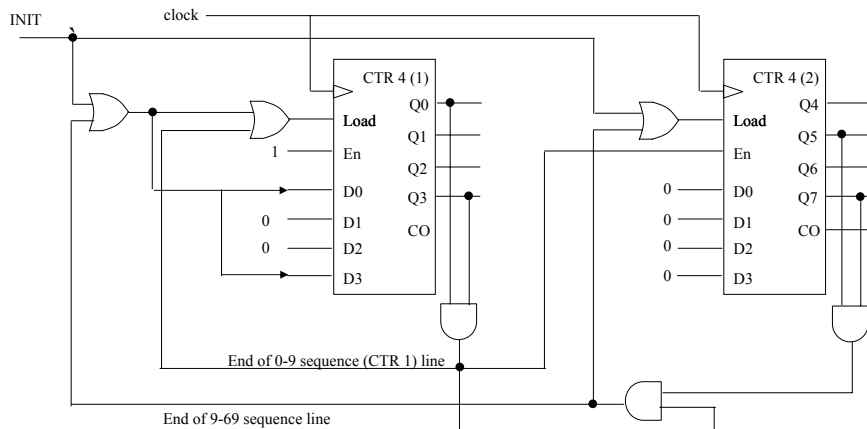 INIT
clock
CTR 4 (1)
Q0
Load
Q1
1
En
Q2
D0
Q3
0
D1
CO
0
D2
D3
CTR 4 (2)
Q4
Load
Q5
En
Q6
0
D0
Q7
0
D1
CO
0
D2
0
D3
End of 0-9 sequence (CTR 1) line
End of 9-69 sequence line